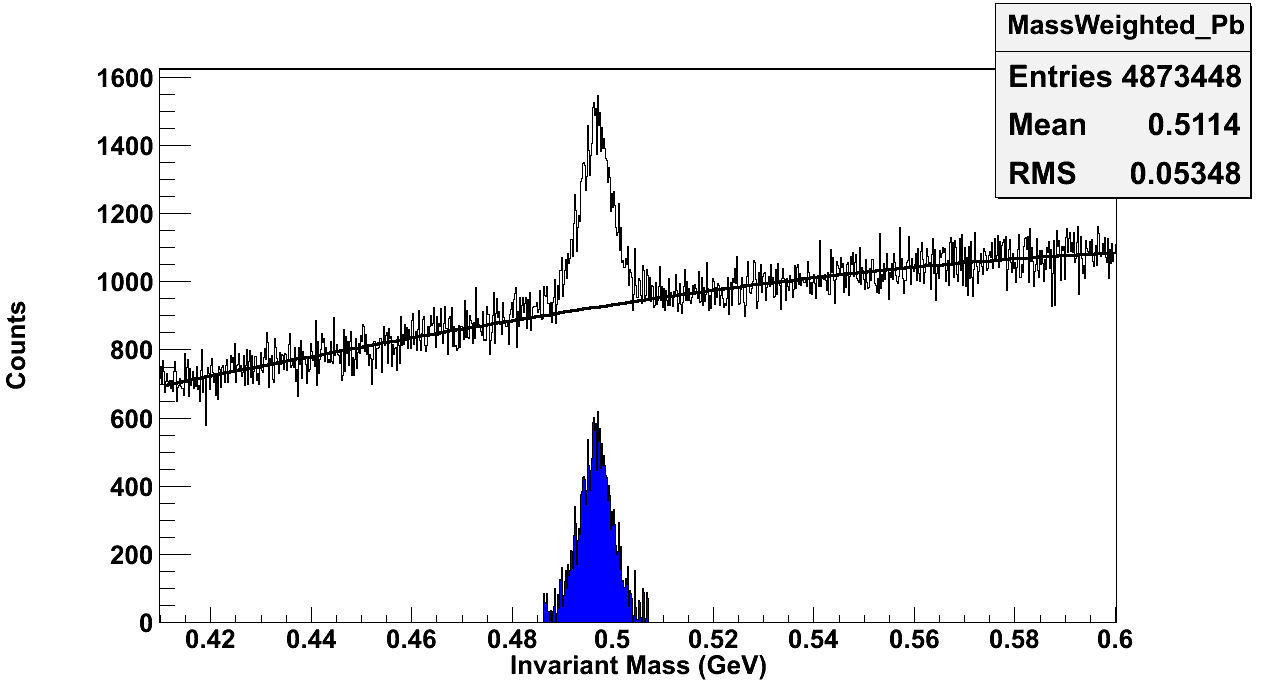 MassWeighted_Pb
Entries 4873448
Mean 0.5114
RMS 0.05348
1600
1400
1200
1000
800
600
400
200
0
Counts
0.42 0.44 0.46 0.48 0.5 0.52 0.54 0.56 0.58 0.6
Invariant Mass (GeV)